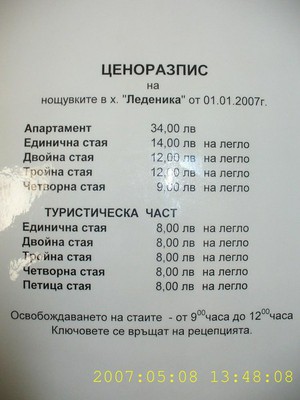 ЦЕНОРАЗПИС
на
нощувките в х. "Леденика" от 01.01.2007г.
Апартамент 34,00 лв
Единична стая 14,00 лв на легло
Двойна стая 12,00 лв на легло
Тройна стая 12,00 лв на легло
Четворна стая 9,00 лв на легло
ТУРИСТИЧЕСКА ЧАСТ
Единична стая 8,00 лв на легло
Двойна стая 8,00 лв на легло
Тройна стая 8,00 лв на легло
Четворна стая 8,00 лв на легло
Петица стая 8,00 лв на легло
Освобождаването на стаите - от 9⁰⁰часа до 12⁰⁰часа
Ключовете се връщат на рецепцията.
2007:05:08 13:48:08